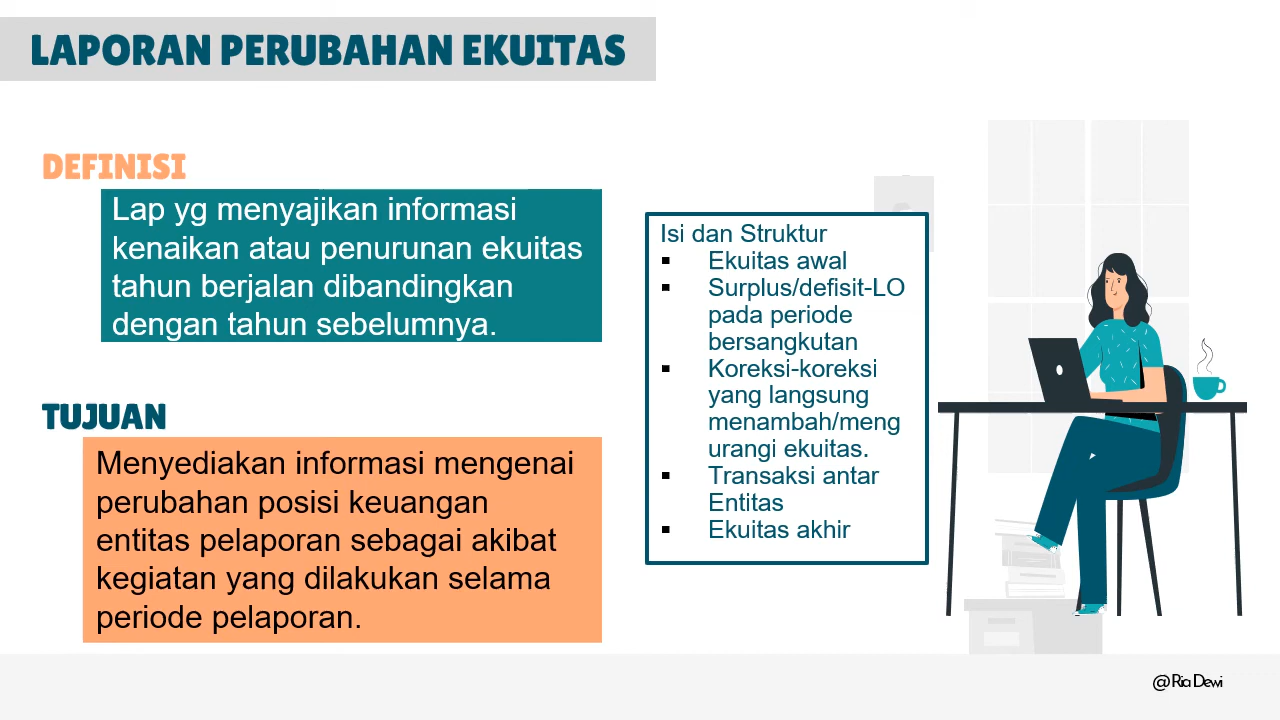 LAPORAN PERUBAHAN EKUITAS
DEFINISI
Lap yg menyajikan informasi
kenaikan atau penurunan ekuitas
tahun berjalan dibandingkan
dengan tahun sebelumnya.
TUJUAN
Menyediakan informasi mengenai
perubahan posisi keuangan
entitas pelaporan sebagai akibat
kegiatan yang dilakukan selama
periode pelaporan.
Isi dan Struktur
▪ Ekuitas awal
▪ Surplus/defisit-LO
pada periode
bersangkutan
▪ Koreksi-koreksi
yang langsung
menambah/meng
urangi ekuitas.
▪ Transaksi antar
Entitas
▪ Ekuitas akhir
@Ria Dewi